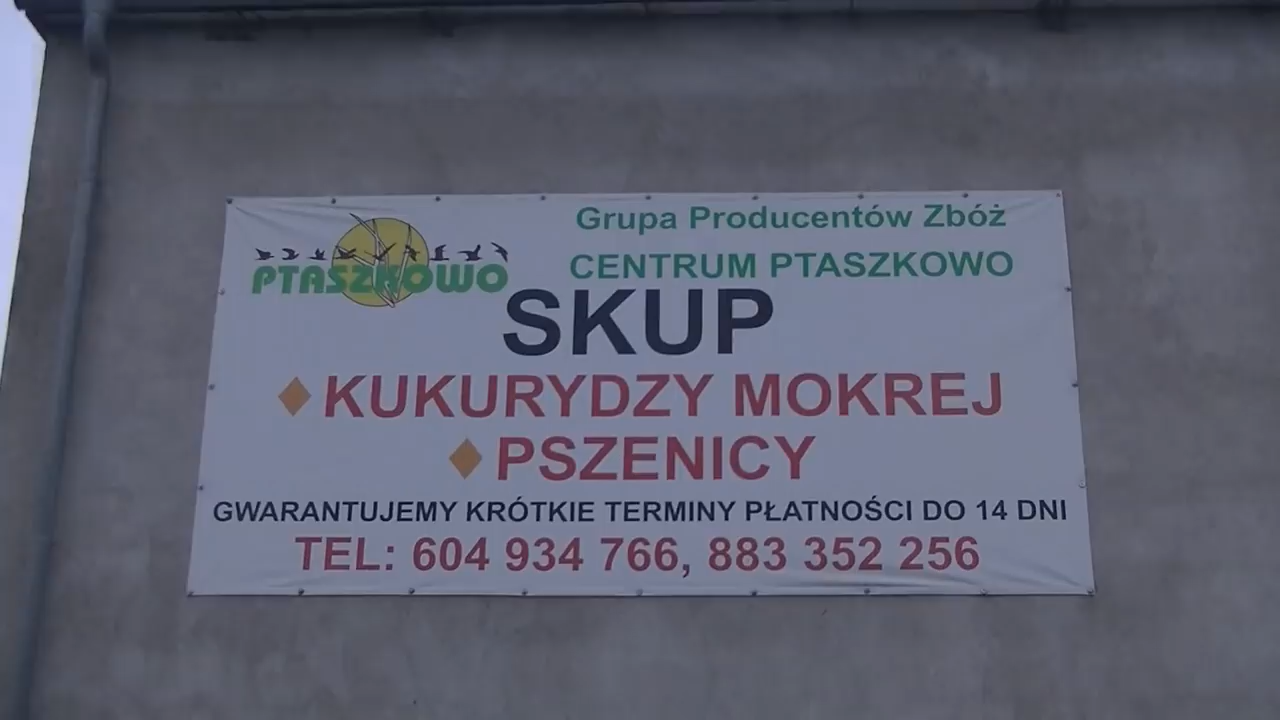 PTASZKOWO
Grupa Producentów Zbóż
CENTRUM PTASZKOWO
SKUP
KUKURYDZY MOKREJ
PSZENICY
GWARANTUJEMY KRÓTKIE TERMINY PŁATNOŚCI DO 14 DNI
TEL: 604 934 766, 883 352 256